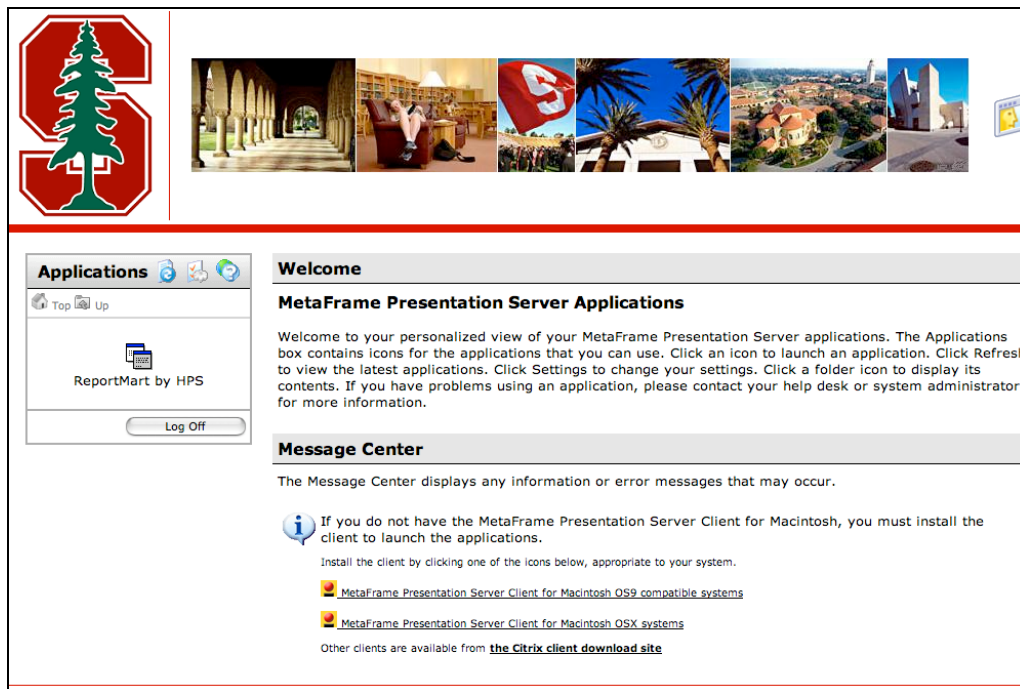 Applications
Top Up
ReportMart by HPS
Log Off
Welcome
MetaFrame Presentation Server Applications
Welcome to your personalized view of your MetaFrame Presentation Server applications. The Applications
box contains icons for the applications that you can use. Click an icon to launch an application. Click Refresh
to view the latest applications. Click Settings to change your settings. Click a folder icon to display its
contents. If you have problems using an application, please contact your help desk or system administrator
for more information.
Message Center
The Message Center displays any information or error messages that may occur.
If you do not have the MetaFrame Presentation Server Client for Macintosh, you must install the
client to launch the applications.
Install the client by clicking one of the icons below, appropriate to your system.
MetaFrame Presentation Server Client for Macintosh OS9 compatible systems
MetaFrame Presentation Server Client for Macintosh OSX systems
Other clients are available from the Citrix client download site